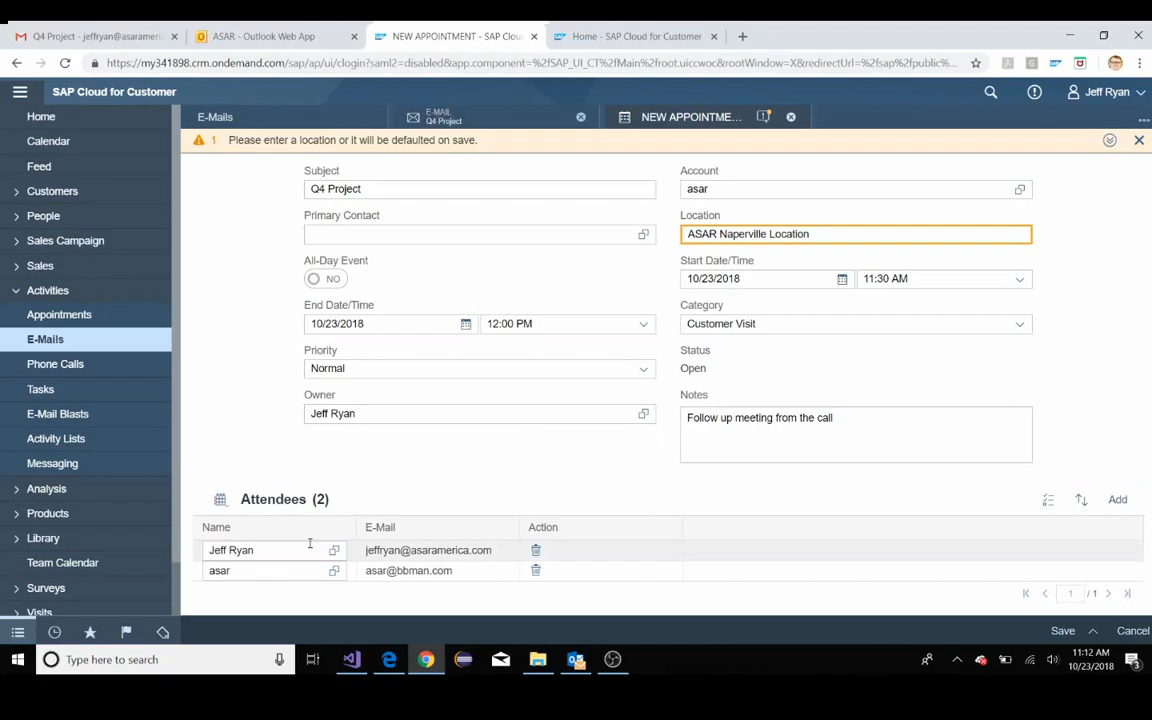 Q4 Project - jeffryan@asarameri
ASAR - Outlook Web App
NEW APPOINTMENT - SAP Clou
Home - SAP Cloud for Customer
https://my341898.crm.ondemand.com/sap/ap/ui/clogin?saml2=disabled&app.component=%2fSAP_UI_CT%2fMain%2froot.uiccwoc&rootWindow=X&redirectUrl=%2fsap%2fpublic%...
SAP Cloud for Customer
Jeff Ryan
E-Mails
E-MAIL
Q4 Project
NEW APPOINTME...
1 Please enter a location or it will be defaulted on save.
Home
Calendar
Feed
Customers
People
Sales Campaign
Sales
Activities
Appointments
E-Mails
Phone Calls
Tasks
E-Mail Blasts
Activity Lists
Messaging
Analysis
Products
Library
Team Calendar
Surveys
Visits
Subject
Q4 Project
Account
asar
Primary Contact
Location
ASAR Naperville Location
All-Day Event
NO
Start Date/Time
10/23/2018
11:30 AM
End Date/Time
10/23/2018
12:00 PM
Category
Customer Visit
Priority
Normal
Status
Open
Owner
Jeff Ryan
Notes
Follow up meeting from the call
Attendees (2)
Add
Name E-Mail Action
Jeff Ryan jeffryan@asaramerica.com
asar asar@bbman.com
1 / 1
Save
Cancel
Type here to search
11:12 AM
10/23/2018
3